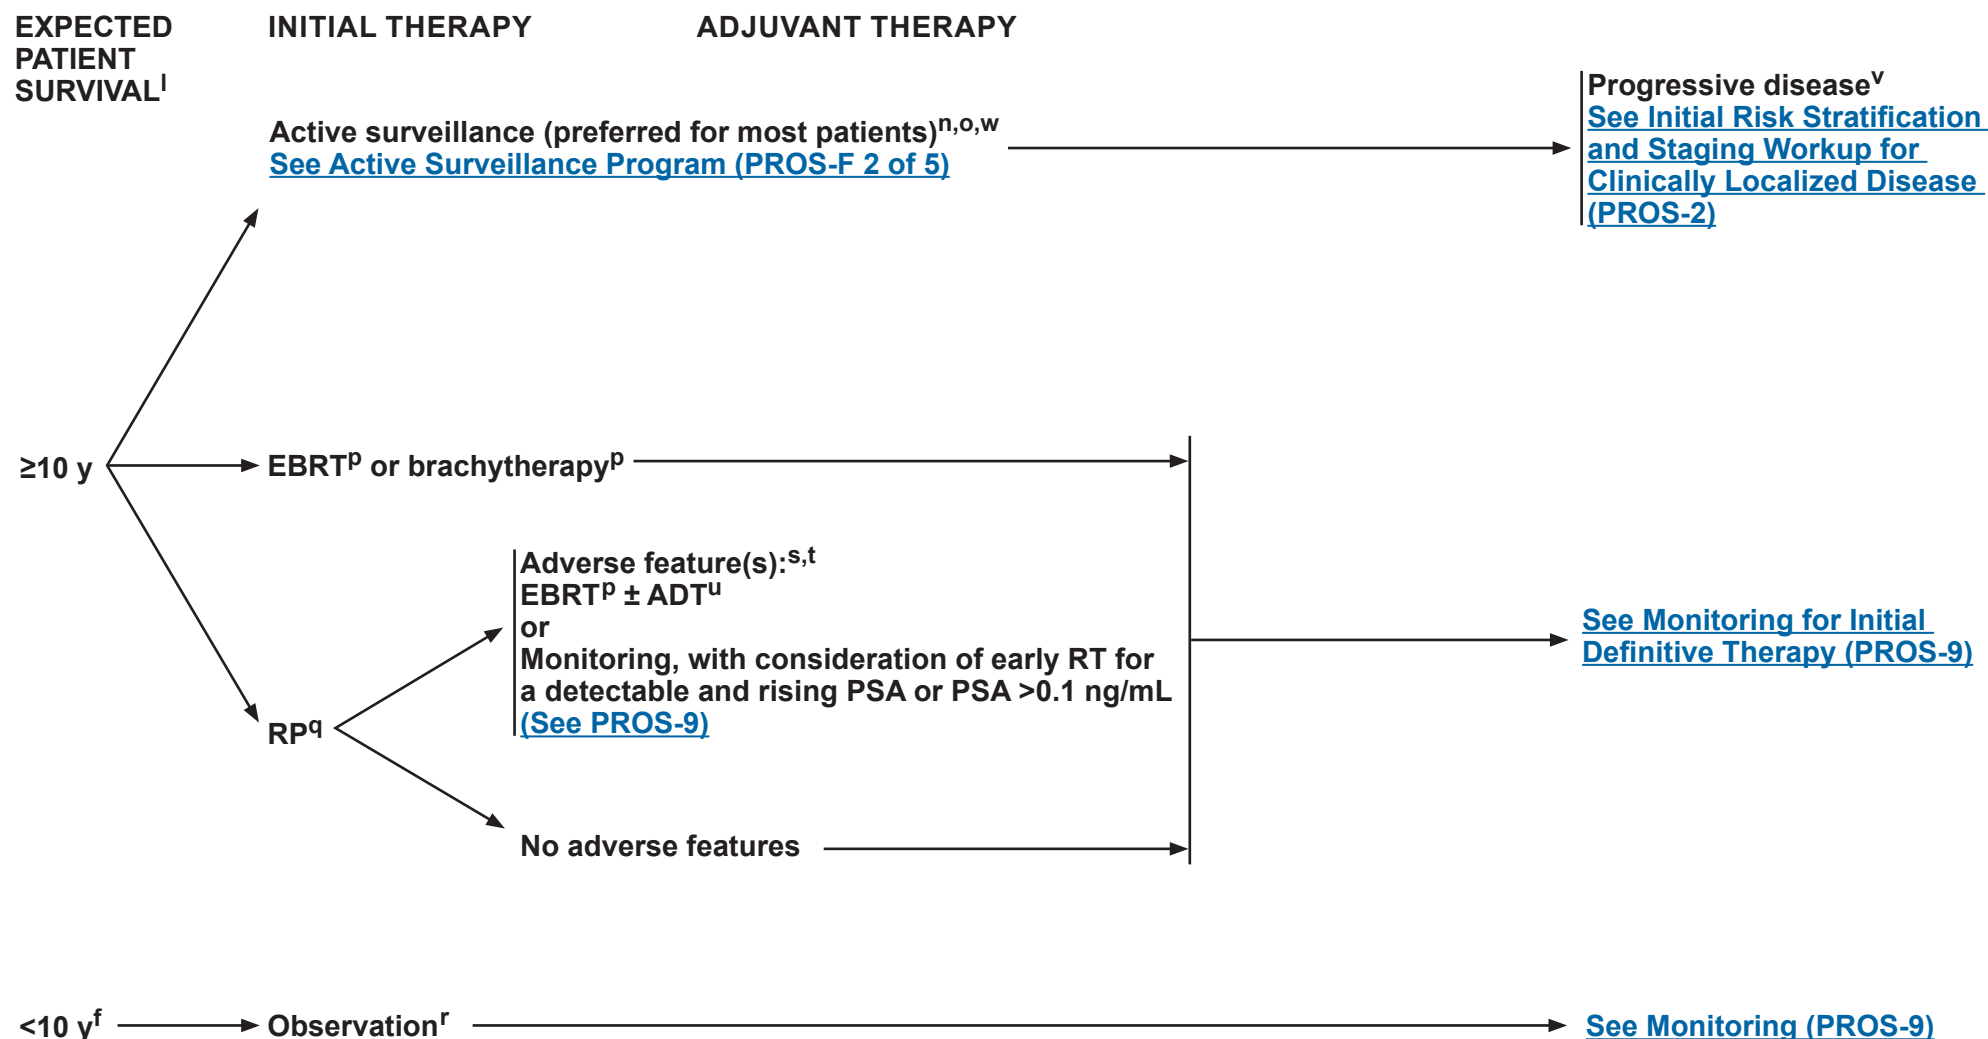 EXPECTED
PATIENT
SURVIVALl
INITIAL THERAPY
ADJUVANT THERAPY
Active surveillance (preferred for most patients)n,o,w
See Active Surveillance Program (PROS-F 2 of 5)
Progressive diseasev
See Initial Risk Stratification
and Staging Workup for
Clinically Localized Disease
(PROS-2)
≥10 y
EBRTp or brachytherapyp
Adverse feature(s):s,t
EBRTp ± ADTu
or
Monitoring, with consideration of early RT for
a detectable and rising PSA or PSA >0.1 ng/mL
(See PROS-9)
RPq
No adverse features
See Monitoring for Initial
Definitive Therapy (PROS-9)
<10 yf
Observationr
See Monitoring (PROS-9)